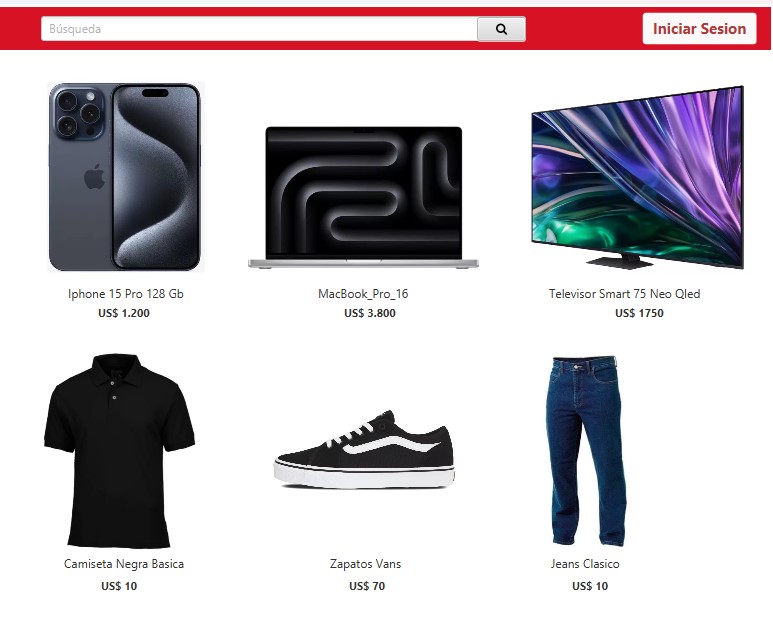 Búsqueda
Iniciar Sesion
Iphone 15 Pro 128 Gb
MacBook_Pro_16
Televisor Smart 75 Neo Qled
US$ 1.200
US$ 3.800
US$ 1750
Camiseta Negra Basica
Zapatos Vans
Jeans Clasico
US$ 10
US$ 70
US$ 10